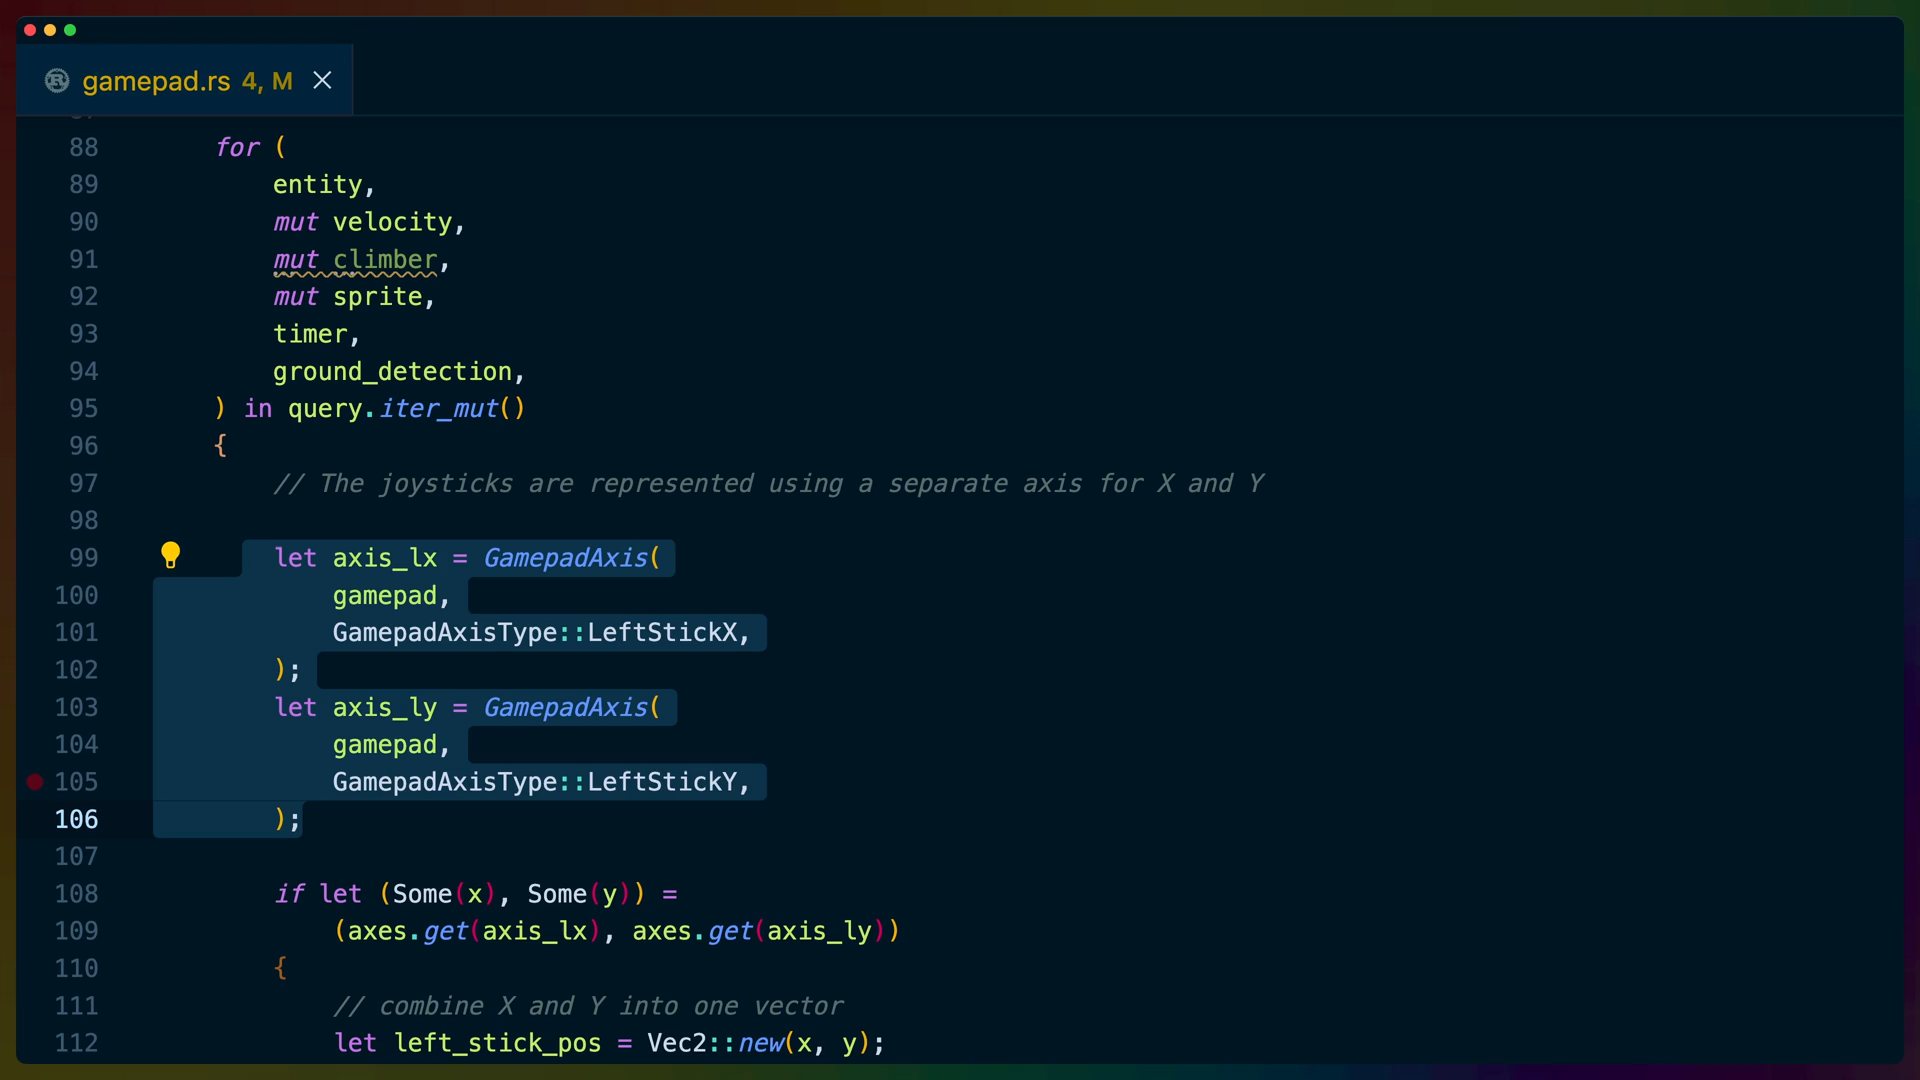 gamepad.rs 4, M
88 for (
89 entity,
90 mut velocity,
91 mut climber,
92 mut sprite,
93 timer,
94 ground_detection,
95 ) in query.iter_mut()
96 {
97 // The joysticks are represented using a separate axis for X and Y
98
99 let axis_lx = GamepadAxis(
100 gamepad,
101 GamepadAxisType::LeftStickX,
102 );
103 let axis_ly = GamepadAxis(
104 gamepad,
105 GamepadAxisType::LeftStickY,
106 );
107
108 if let (Some(x), Some(y)) =
109 (axes.get(axis_lx), axes.get(axis_ly))
110 {
111 // combine X and Y into one vector
112 let left_stick_pos = Vec2::new(x, y);